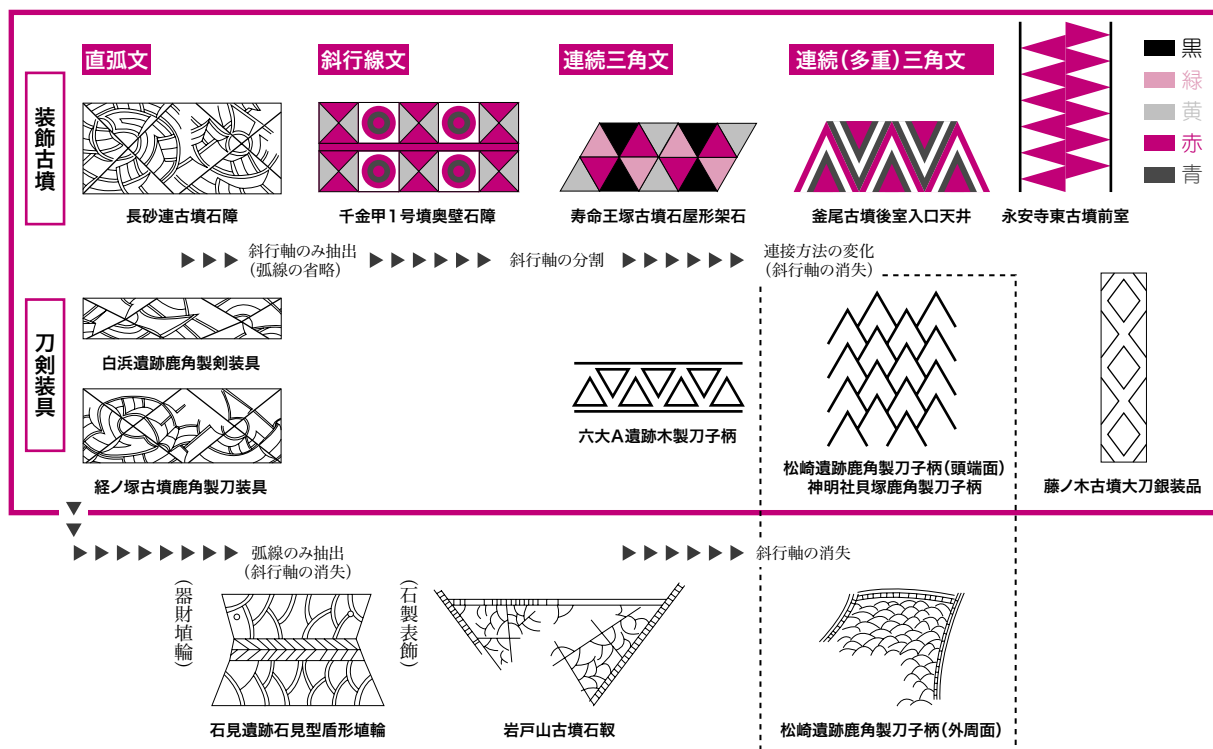 直弧文
斜行線文
連続三角文
連続(多重)三角文
黒
緑
黄
赤
青
装飾古墳
長砂連古墳石障
千金甲1号墳奥壁石障
寿命王塚古墳石屋形架石
釜尾古墳後室入口天井
永安寺東古墳前室
▶▶▶
斜行軸のみ抽出
(弧線の省略)
▶▶▶▶▶▶▶
斜行軸の分割
▶▶▶▶▶▶▶
連接方法の変化
(斜行軸の消失)
刀剣装具
白浜遺跡鹿角製剣装具
六大A遺跡木製刀子柄
松崎遺跡鹿角製刀子柄(頭端面)
神明社貝塚鹿角製刀子柄
経ノ塚古墳鹿角製刀装具
藤ノ木古墳大刀銀装品
▼
▼
▶▶▶▶▶▶▶▶
弧線のみ抽出
(斜行軸の消失)
▶▶▶▶▶▶▶
斜行軸の消失
(器財埴輪)
(石製表飾)
石見遺跡石見型盾形埴輪
岩戸山古墳石靫
松崎遺跡鹿角製刀子柄(外周面)